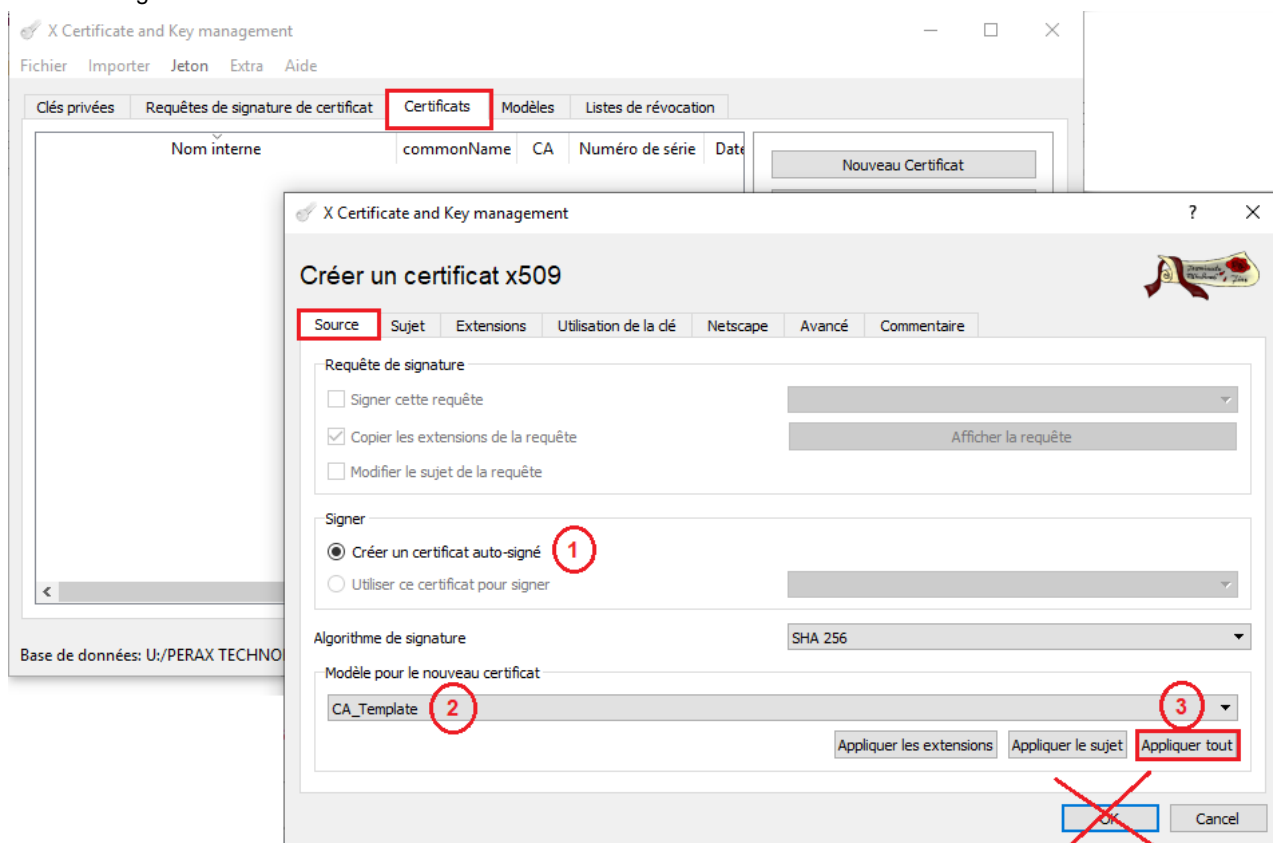 X Certificate and Key management
Fichier Importer Jeton Extra Aide
Clés privées Requêtes de signature de certificat Certificats Modèles Listes de révocation
Nom interne commonName CA Numéro de série Date
Nouveau Certificat
X Certificate and Key management ?
Créer un certificat x509
Source Sujet Extensions Utilisation de la clé Netscape Avancé Commentaire
Requête de signature
Signer cette requête
Copier les extensions de la requête Afficher la requête
Modifier le sujet de la requête
Signer
Créer un certificat auto-signé 1
Utiliser ce certificat pour signer
Algorithme de signature SHA 256
Base de données: U:/PERAX TECHNO
Modèle pour le nouveau certificat
CA_Template 2 3
Appliquer les extensions Appliquer le sujet Appliquer tout
OK Cancel